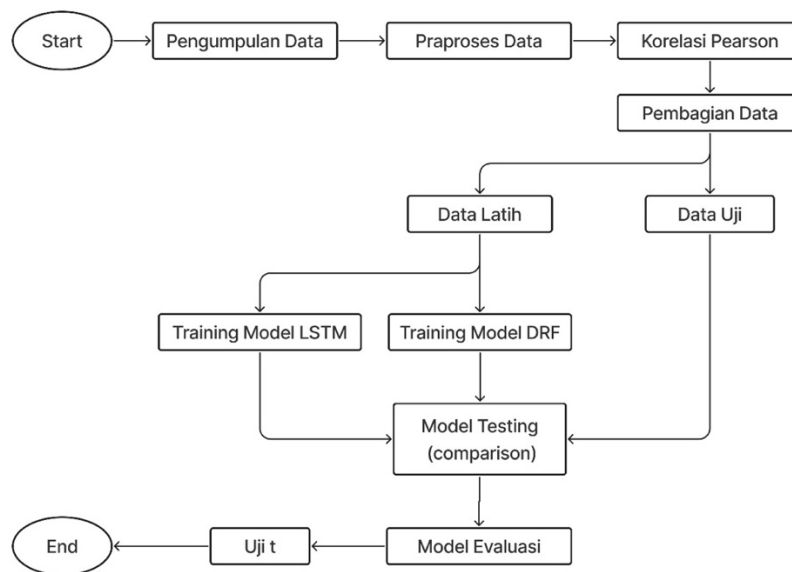 Start
Pengumpulan Data
Praproses Data
Korelasi Pearson
Pembagian Data
Data Latih
Data Uji
Training Model LSTM
Training Model DRF
Model Testing
(comparison)
End
Uji t
Model Evaluasi